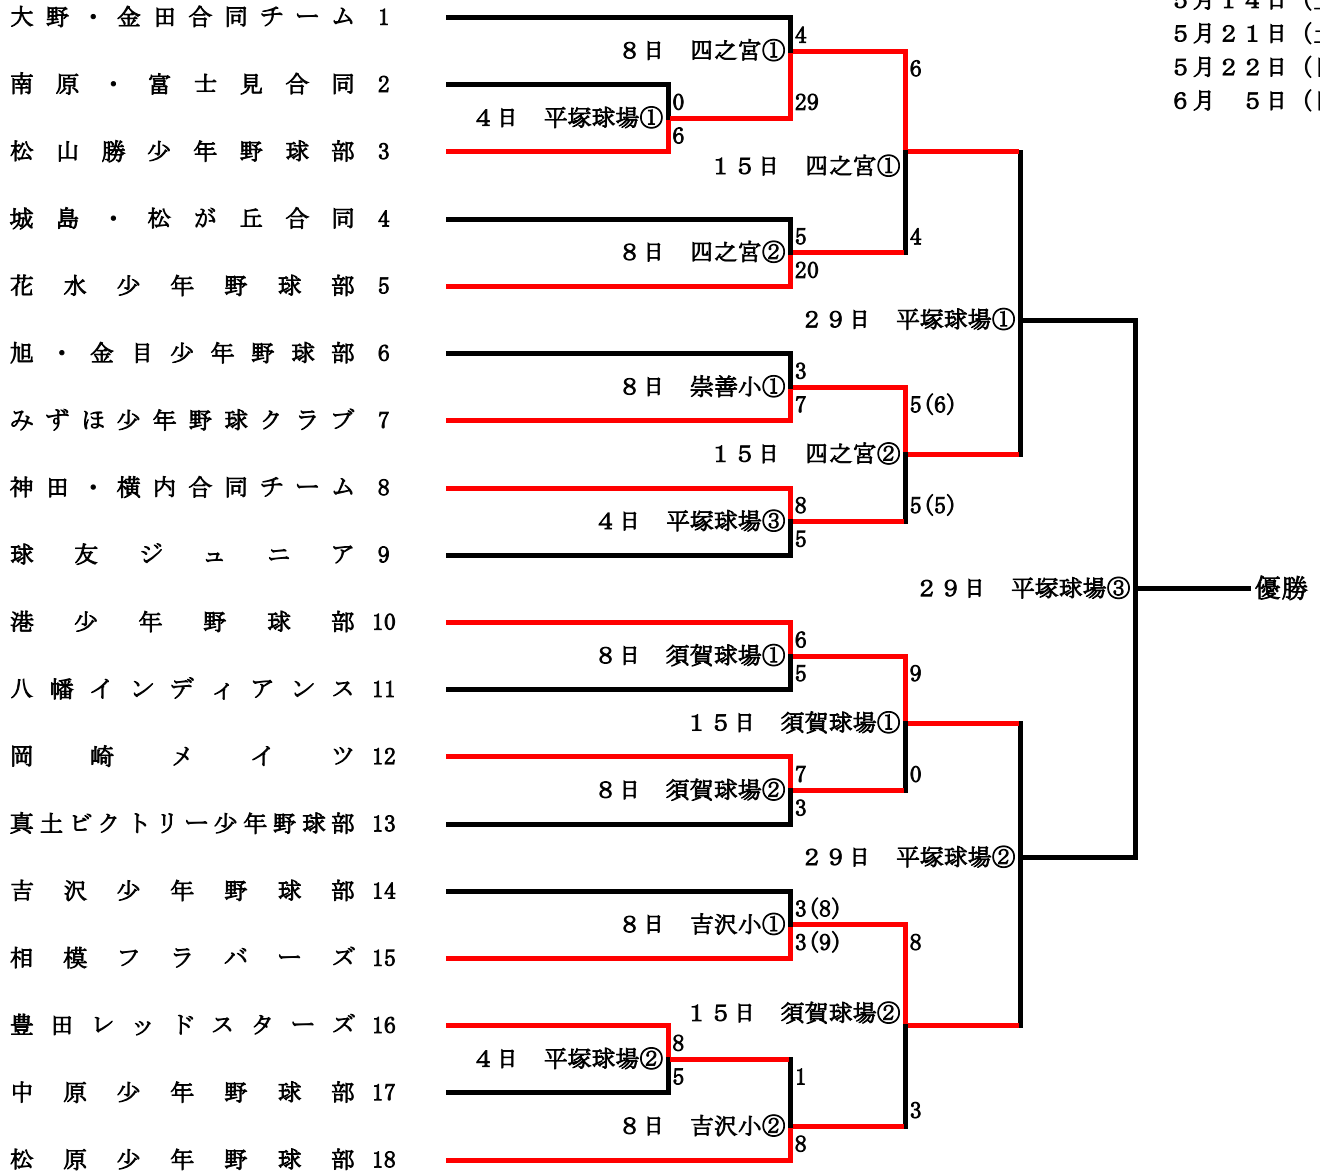 大野・金田合同チーム 1
5月14日（
4
8日 四之宮①
5月21日（
6
5月22日（
南原・富士見合同 2
0
29
6月 5日（
4日 平塚球場①
6
松山勝少年野球部 3
15日 四之宮①
城島・松が丘合同 4
5
4
8日 四之宮②
20
花水少年野球部 5
29日 平塚球場①
旭・金目少年野球部 6
3
8日 崇善小①
7
5(6)
みずほ少年野球クラブ 7
15日 四之宮②
神田・横内合同チーム 8
8
5(5)
4日 平塚球場③
5
球友ジュニア 9
29日 平塚球場③
優勝
港少年野球部 10
6
8日 須賀球場①
5
9
八幡インディアンス 11
15日 須賀球場①
岡崎メイツ 12
7
0
8日 須賀球場②
3
真土ビクトリー少年野球部 13
29日 平塚球場②
吉沢少年野球部 14
3(8)
8日 吉沢小①
3(9)
8
相模フラバーズ 15
15日 須賀球場②
豊田レッドスターズ 16
8
4日 平塚球場②
5
1
中原少年野球部 17
3
8日 吉沢小②
8
松原少年野球部 18